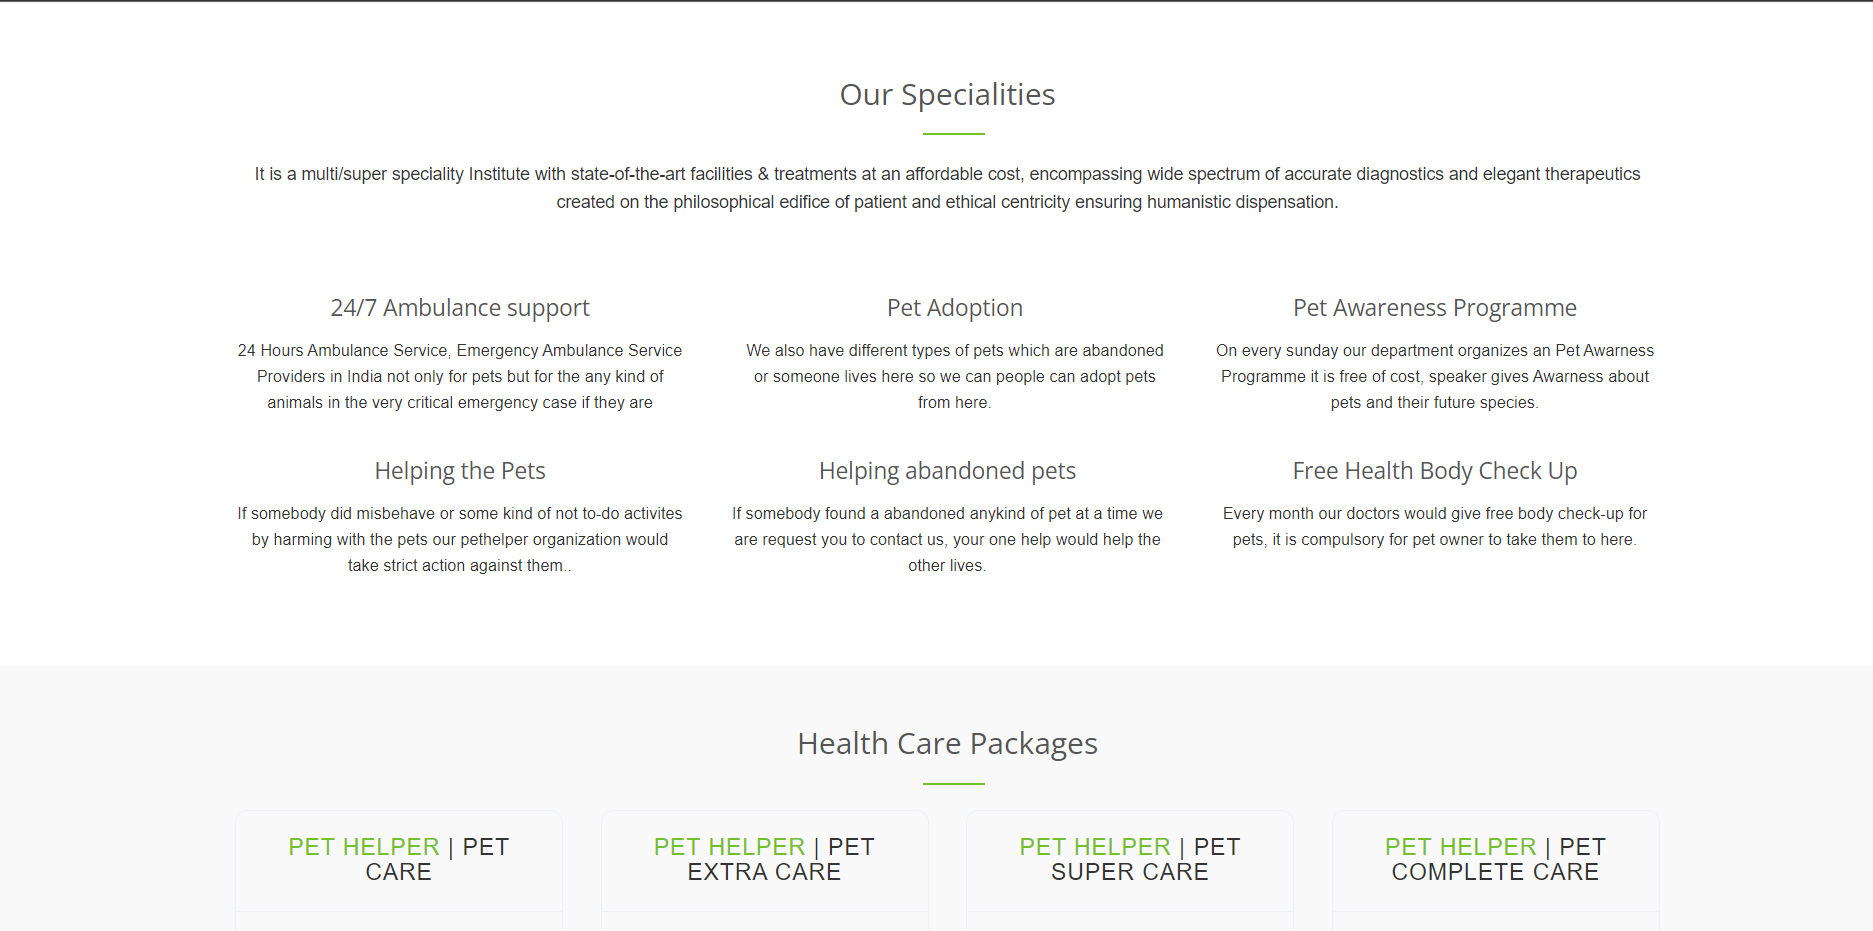 Our Specialities
It is a multi/super speciality Institute with state-of-the-art facilities & treatments at an affordable cost, encompassing wide spectrum of accurate diagnostics and elegant therapeutics
created on the philosophical edifice of patient and ethical centricity ensuring humanistic dispensation.
24/7 Ambulance support
24 Hours Ambulance Service, Emergency Ambulance Service
Providers in India not only for pets but for the any kind of
animals in the very critical emergency case if they are
Pet Adoption
We also have different types of pets which are abandoned
or someone lives here so we can people can adopt pets
from here.
Pet Awareness Programme
On every sunday our department organizes an Pet Awarness
Programme it is free of cost, speaker gives Awarness about
pets and their future species.
Helping the Pets
If somebody did misbehave or some kind of not to-do activites
by harming with the pets our pethelper organization would
take strict action against them..
Helping abandoned pets
If somebody found a abandoned anykind of pet at a time we
are request you to contact us, your one help would help the
other lives.
Free Health Body Check Up
Every month our doctors would give free body check-up for
pets, it is compulsory for pet owner to take them to here.
Health Care Packages
PET HELPER | PET
CARE
PET HELPER | PET
EXTRA CARE
PET HELPER | PET
SUPER CARE
PET HELPER | PET
COMPLETE CARE